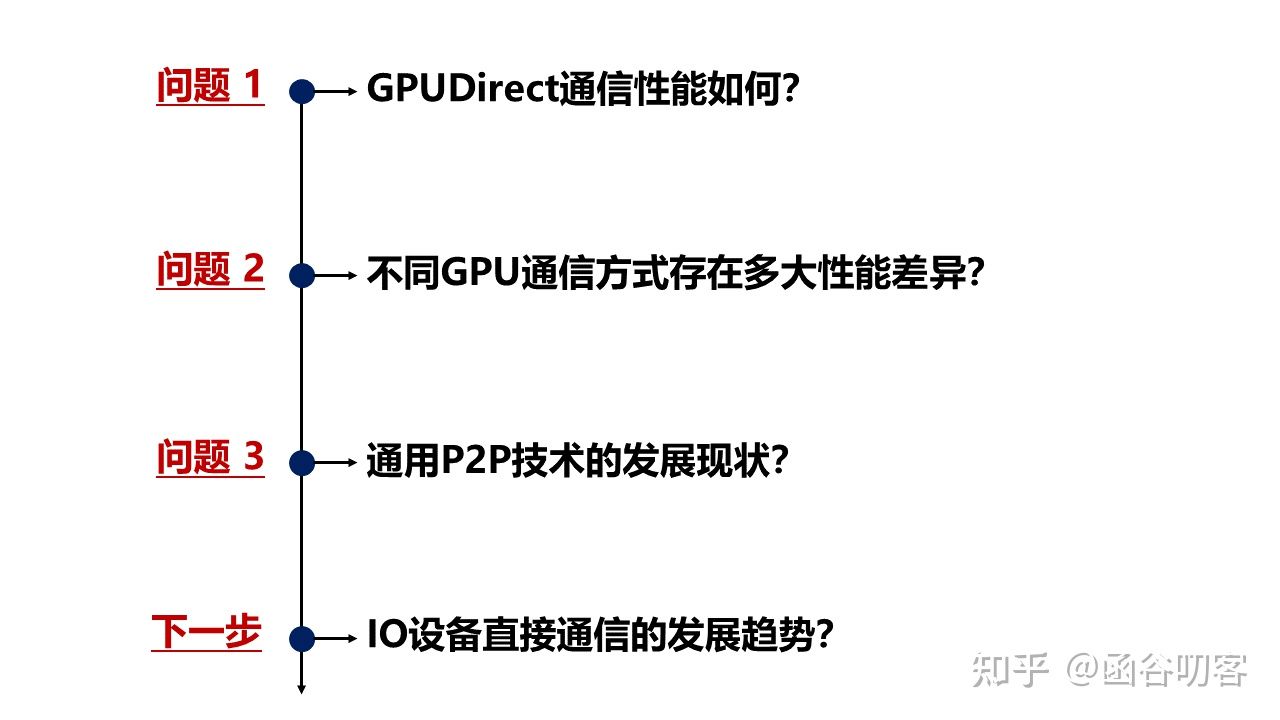 问题 1
GPUDirect通信性能如何?
问题 2
不同GPU通信方式存在多大性能差异?
问题 3
通用P2P技术的发展现状?
下一步
IO设备直接通信的发展趋势?
知乎 @函谷叨客